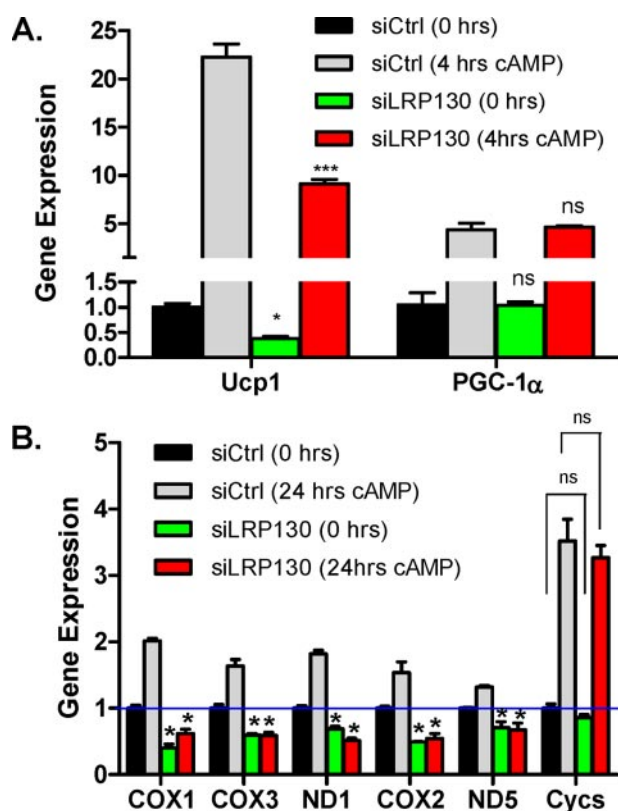 A.
siCtrl (0 hrs)
siCtrl (4 hrs cAMP)
siLRP130 (0 hrs)
siLRP130 (4hrs cAMP)
Gene Expression
25
20
15
10
5
1.5
1.0
0.5
0.0
*
***
ns
ns
Ucp1 PGC-1α
B.
siCtrl (0 hrs)
siCtrl (24 hrs cAMP)
siLRP130 (0 hrs)
siLRP130 (24hrs cAMP)
Gene Expression
5
4
3
2
1
0
ns
ns
* * * * * * * * * *
COX1 COX3 ND1 COX2 ND5 Cycs